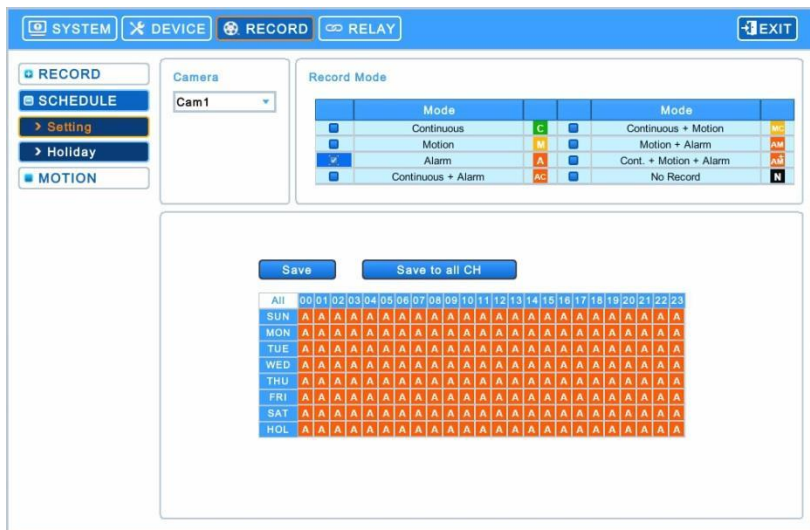 SYSTEM DEVICE RECORD RELAY EXIT
RECORD
SCHEDULE
> Setting
> Holiday
MOTION
Camera
Cam1
Record Mode
Mode Mode
Continuous C Continuous + Motion MC
Motion M Motion + Alarm AM
Alarm A Cont. + Motion + Alarm
Continuous + Alarm AC No Record N
Save Save to all CH
All 00 01 02 03 04 05 06 07 08 09 10 11 12 13 14 15 16 17 18 19 20 21 22 23
SUN A A A A A A A A A A A A A A A A A A A A A A A A
MON A A A A A A A A A A A A A A A A A A A A A A A A
TUE A A A A A A A A A A A A A A A A A A A A A A A A
WED A A A A A A A A A A A A A A A A A A A A A A A A
THU A A A A A A A A A A A A A A A A A A A A A A A A
FRI A A A A A A A A A A A A A A A A A A A A A A A A
SAT A A A A A A A A A A A A A A A A A A A A A A A A
HOL A A A A A A A A A A A A A A A A A A A A A A A A